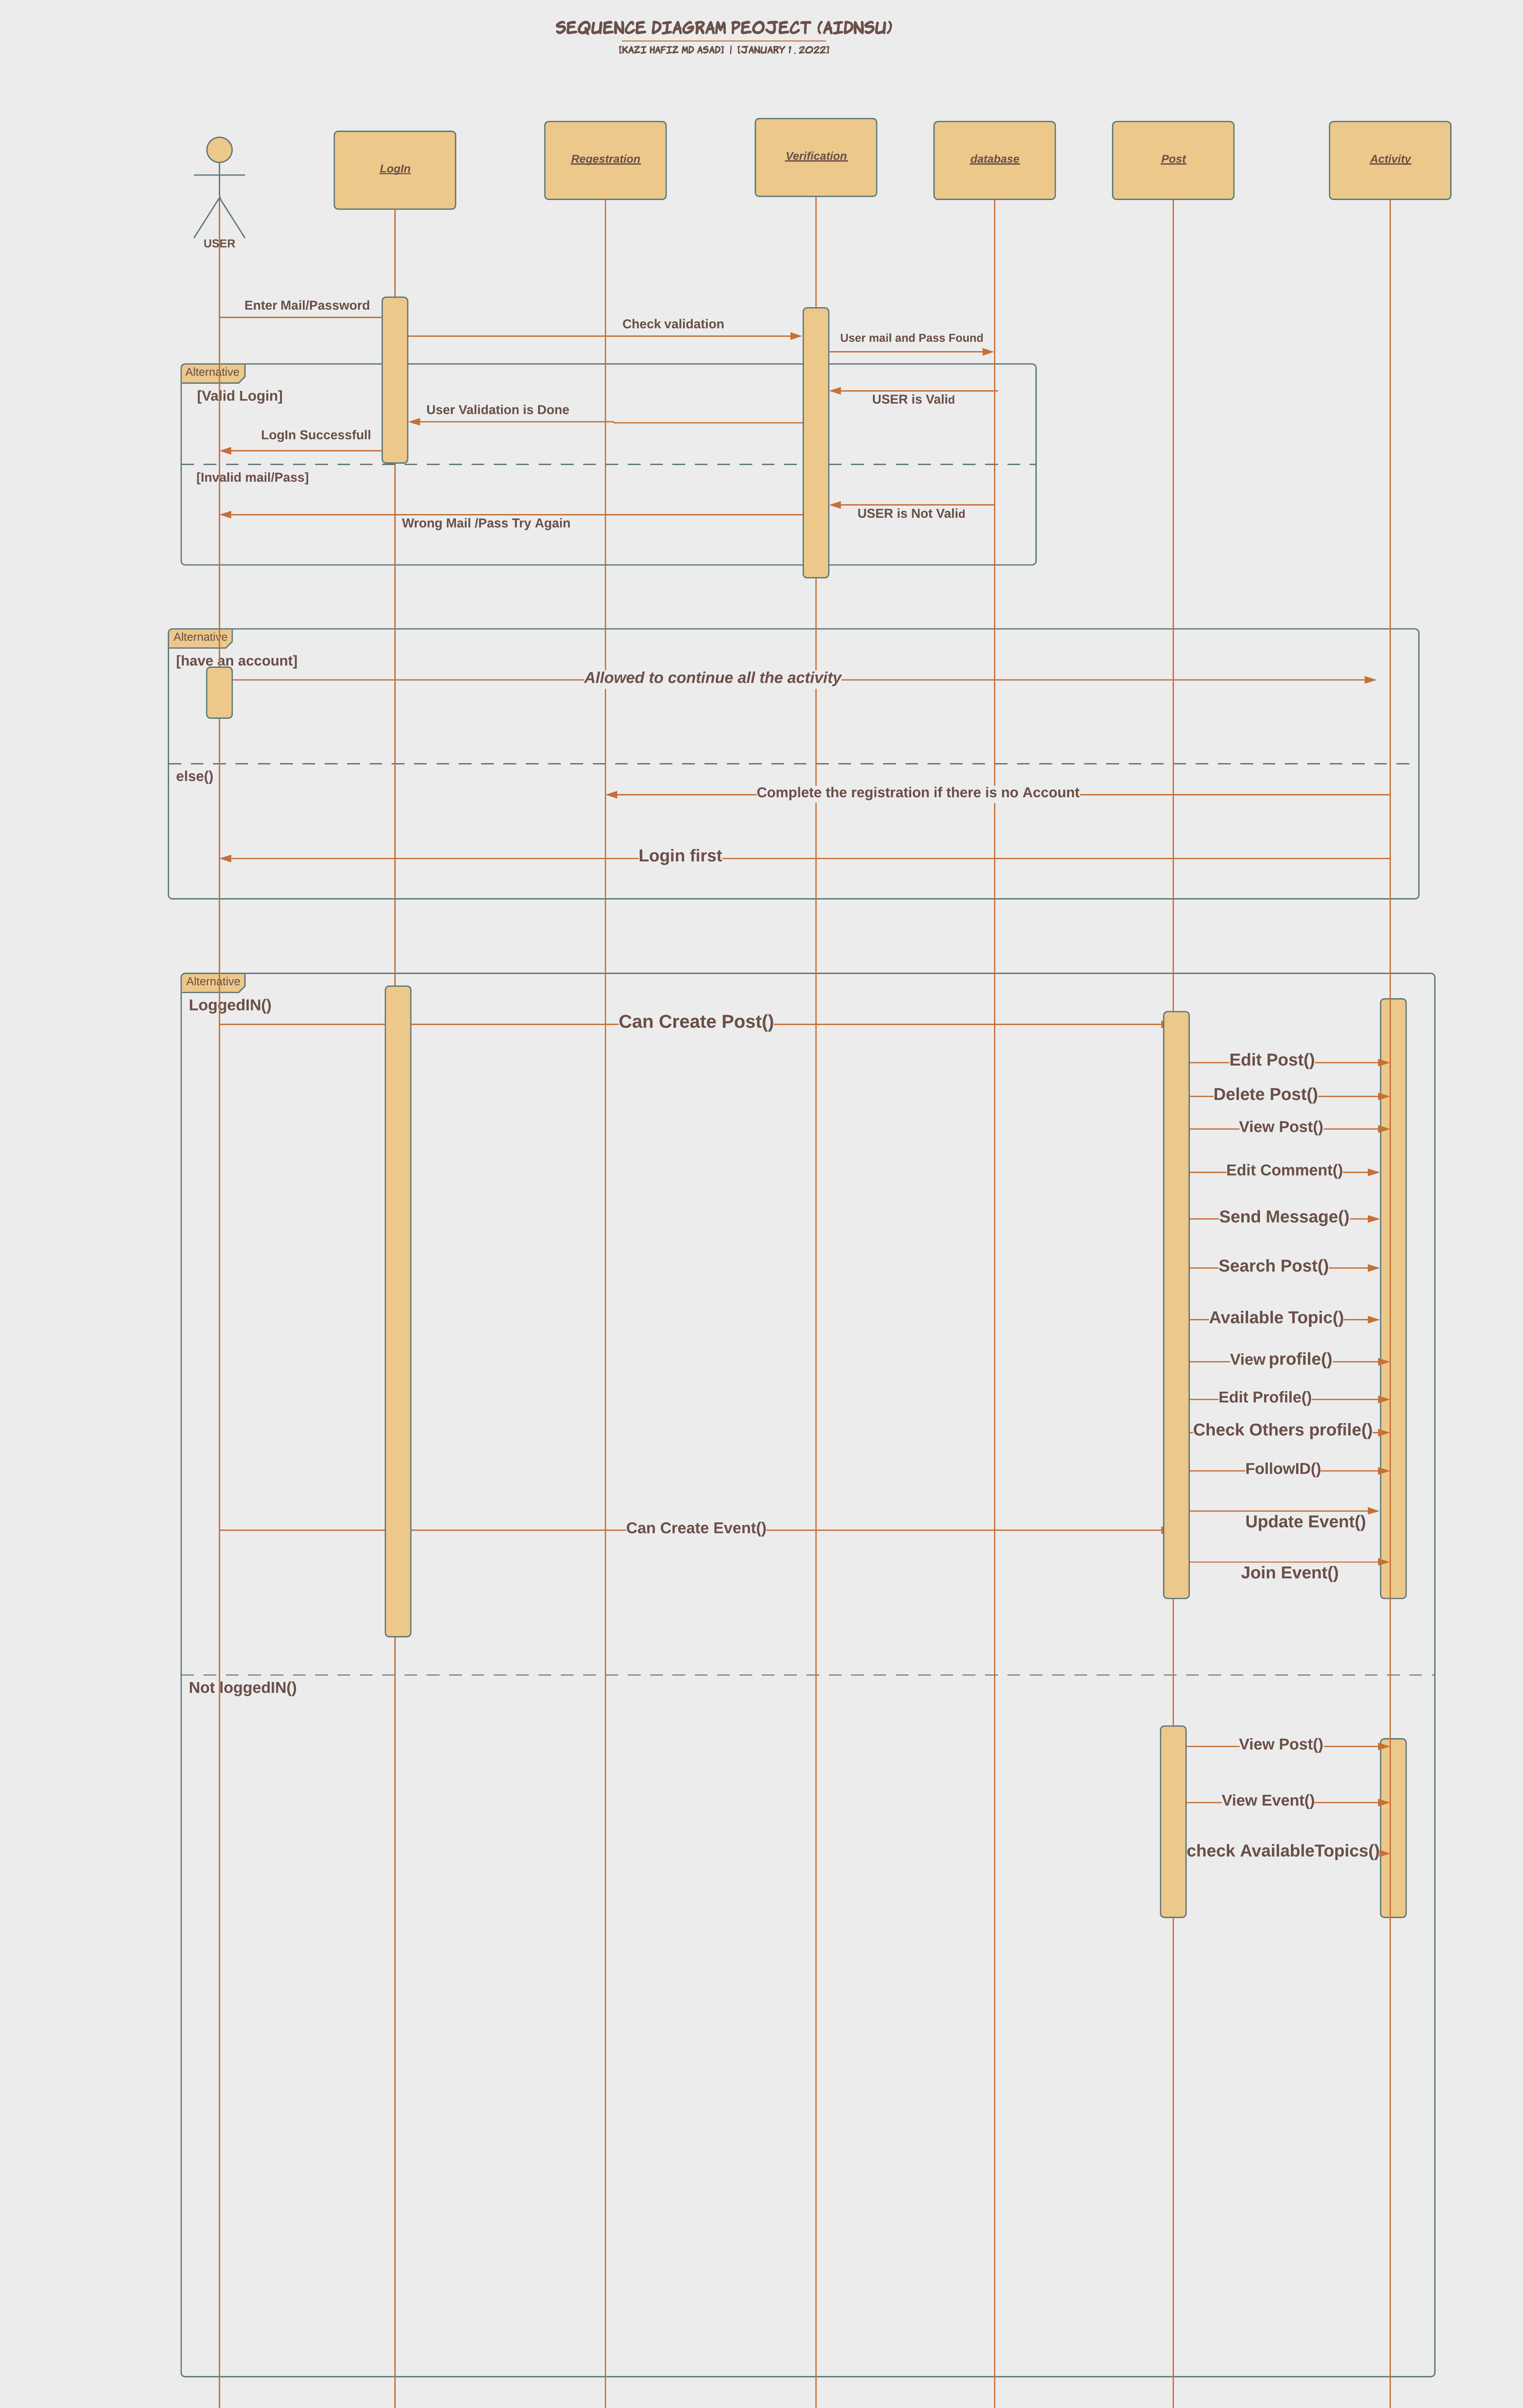 SEQUENCE DIAGRAM PEOJECT (AIDNSU)
[KAZI HAFIZ MD ASAD] | [JANUARY 1, 2022]
USER
LogIn
Regestration
Verification
database
Post
Activity
Enter Mail/Password
Check validation
User mail and Pass Found
Alternative
[Valid Login]
USER is Valid
User Validation is Done
LogIn Successfull
[Invalid mail/Pass]
USER is Not Valid
Wrong Mail /Pass Try Again
Alternative
[have an account]
Allowed to continue all the activity
else()
Complete the registration if there is no Account
Login first
Alternative
LoggedIN()
Can Create Post()
Edit Post()
Delete Post()
View Post()
Edit Comment()
Send Message()
Search Post()
Available Topic()
View profile()
Edit Profile()
Check Others profile()
FollowID()
Update Event()
Can Create Event()
Join Event()
Not loggedIN()
View Post()
View Event()
check AvailableTopics()